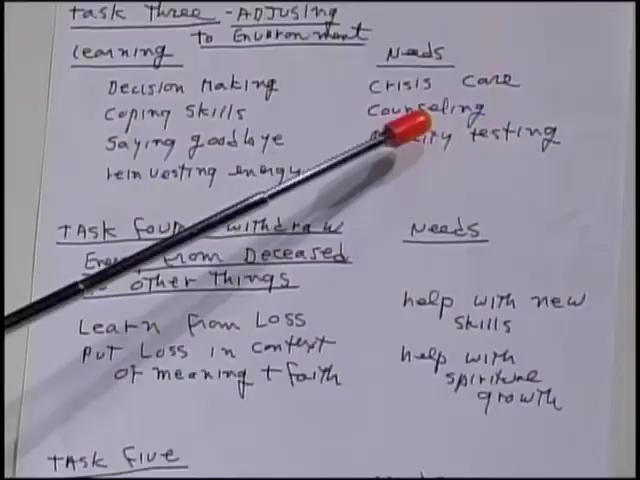 Task Three - ADJUSING
to Environment
Learning Needs
Decision Making Crisis Care
Coping Skills Counseling
Saying goodbye testing
reinvesting energy
TASK Four withdraw Needs
From Deceased
other Things
help with new
skills
Learn From Loss
Put Loss in context
of meaning + faith
help with
spiritual
growth
TASK Five